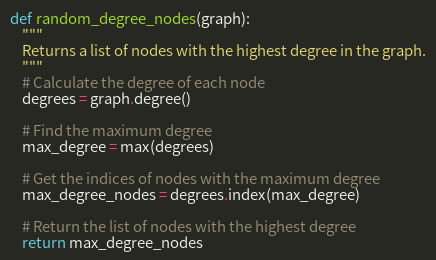 def random_degree_nodes(graph):
    """
    Returns a list of nodes with the highest degree in the graph.
    """
    # Calculate the degree of each node
    degrees = graph.degree()

    # Find the maximum degree
    max_degree = max(degrees)

    # Get the indices of nodes with the maximum degree
    max_degree_nodes = degrees.index(max_degree)

    # Return the list of nodes with the highest degree
    return max_degree_nodes